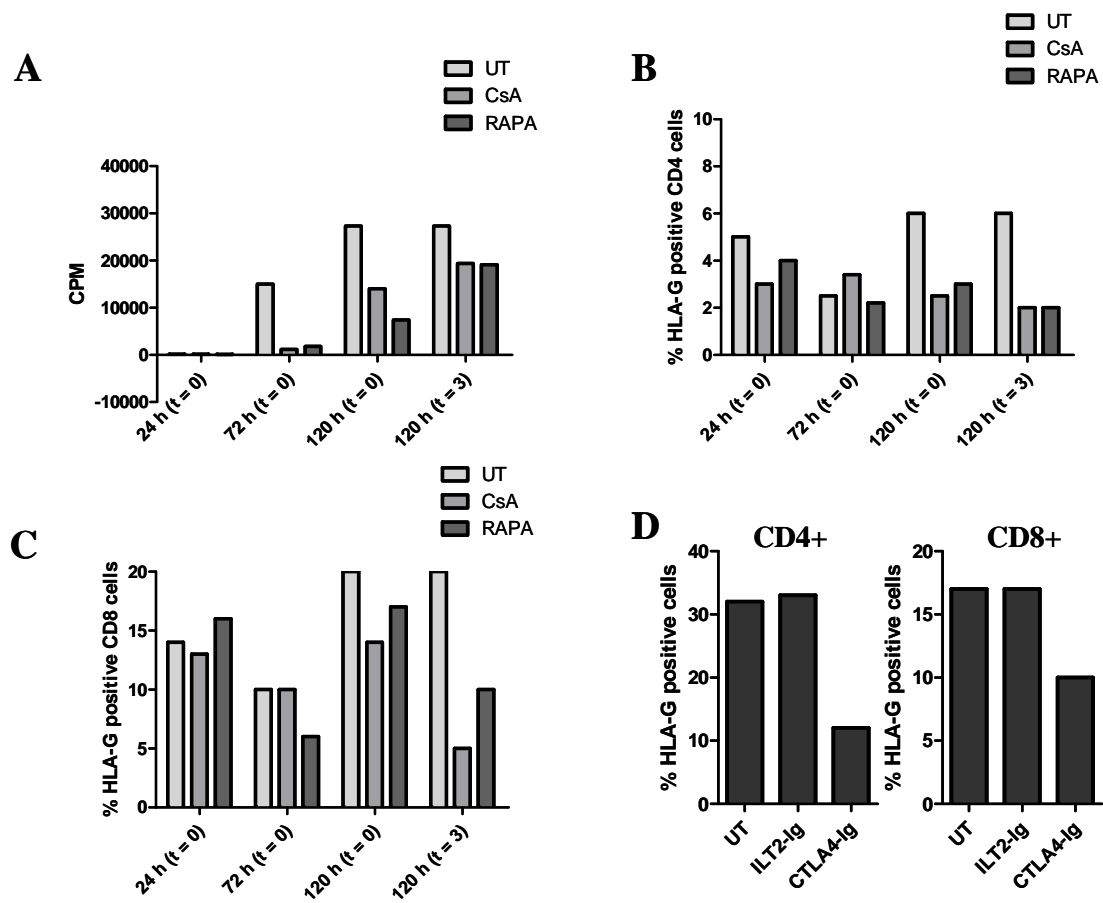 A
UT
CsA
RAPA
40000
30000
20000
10000
0
-10000
CPM
24 h (t = 0)
72 h (t = 0)
120 h (t = 0)
120 h (t = 3)
B
UT
CsA
RAPA
10
8
6
4
2
0
% HLA-G positive CD4 cells
24 h (t = 0)
72 h (t = 0)
120 h (t = 0)
120 h (t = 3)
C
UT
CsA
RAPA
20
15
10
5
0
% HLA-G positive CD8 cells
24 h (t = 0)
72 h (t = 0)
120 h (t = 0)
120 h (t = 3)
D
CD4+
40
30
20
10
0
% HLA-G positive cells
UT
ILT2-Ig
CTLA4-Ig
CD8+
20
15
10
5
0
% HLA-G positive cells
UT
ILT2-Ig
CTLA4-Ig